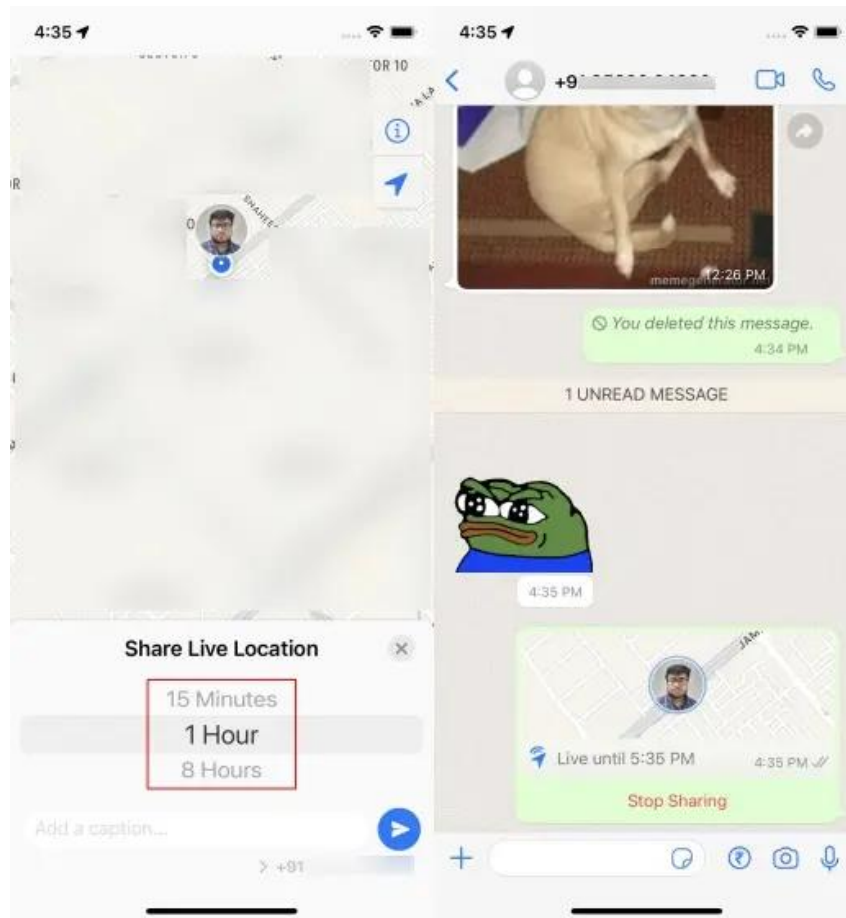 4:35
OR 10
Share Live Location
15 Minutes
1 Hour
8 Hours
Add a caption...
> +91
4:35
+9
12:26 PM
You deleted this message.
4:34 PM
1 UNREAD MESSAGE
4:35 PM
Live until 5:35 PM
4:35 PM
Stop Sharing